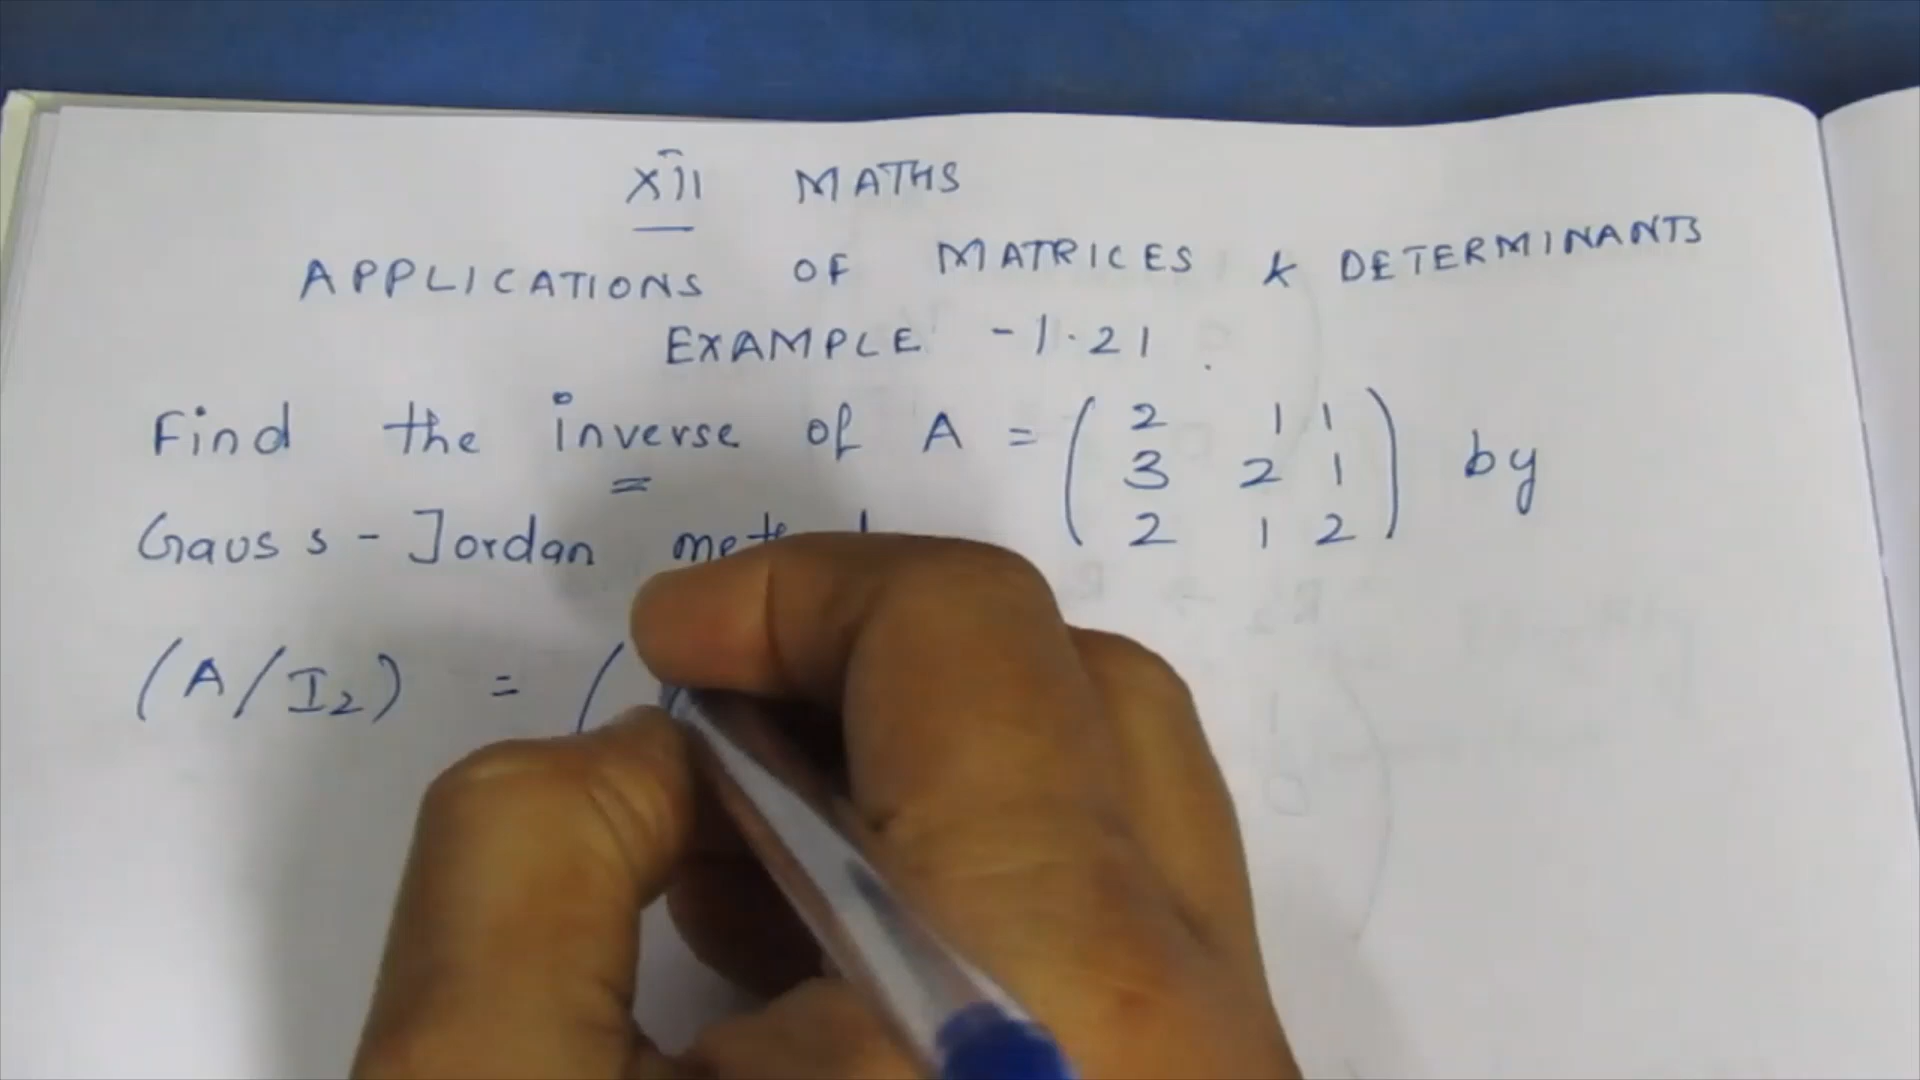 XII MATHS
APPLICATIONS OF MATRICES & DETERMINANTS
EXAMPLE - 1.21
Find the inverse of A = ( 2 1 1
3 2 1
2 1 2 ) by
Gauss - Jordan
(A/I2) = (